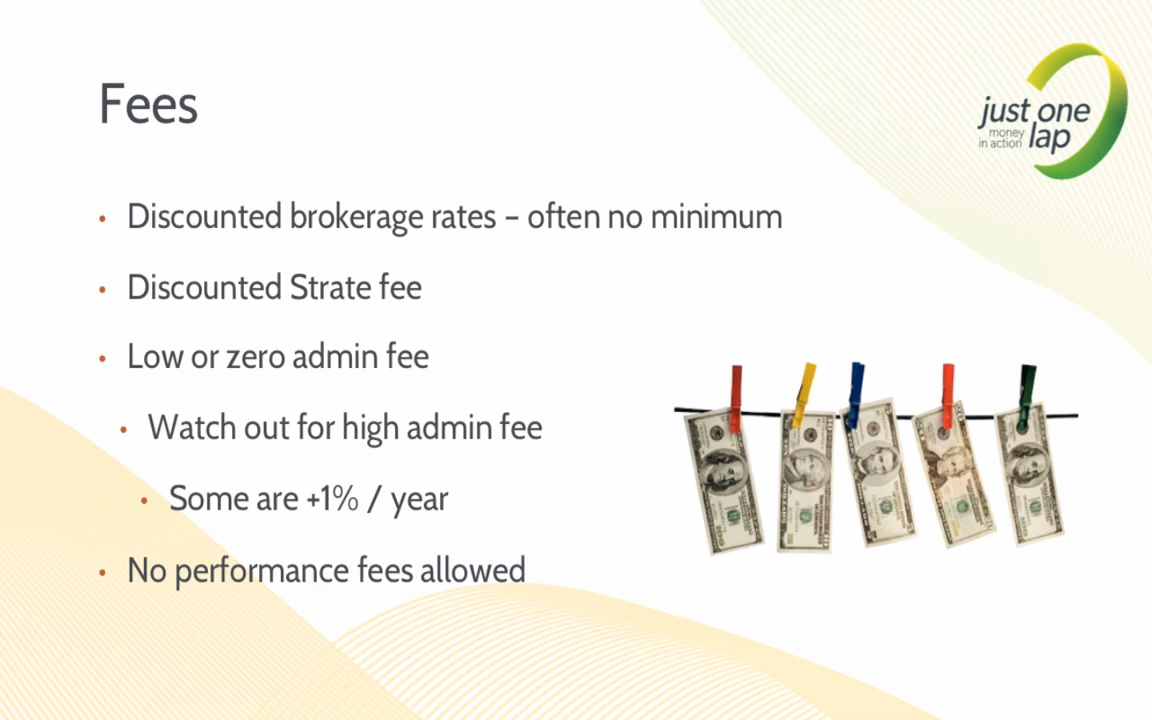 Fees
just one
money
in action lap
• Discounted brokerage rates – often no minimum
• Discounted Strate fee
• Low or zero admin fee
• Watch out for high admin fee
• Some are +1% / year
• No performance fees allowed